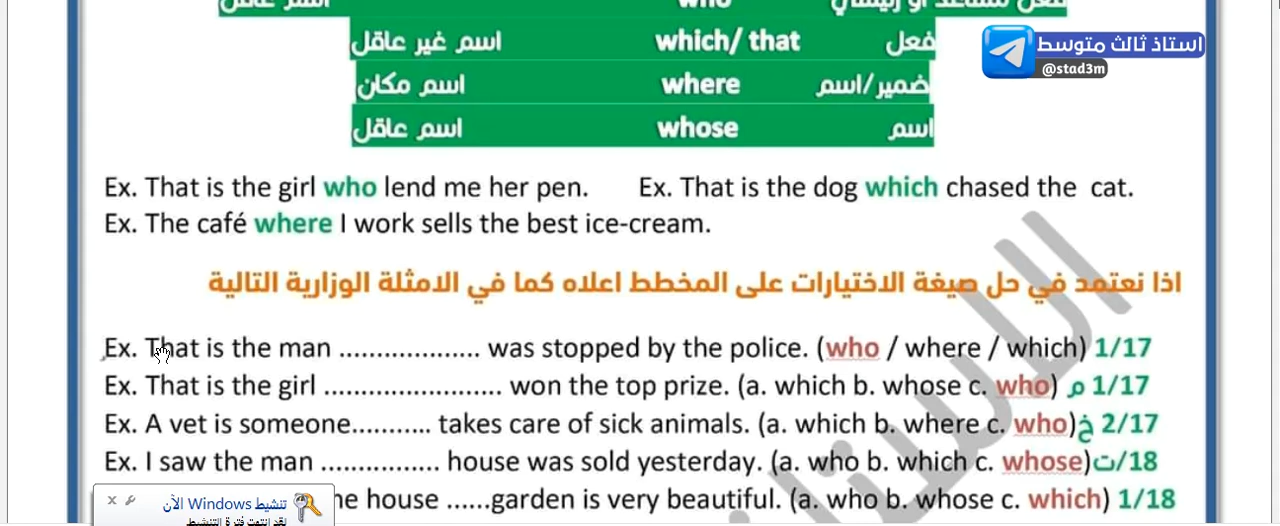 who
اسم غير عاقل which/ that فعل
اسم مكان where ضمير/اسم
اسم عاقل whose اسم
استاذ ثالث متوسط
@stad3m
Ex. That is the girl who lend me her pen. Ex. That is the dog which chased the cat.
Ex. The café where I work sells the best ice-cream.
اذا نعتمد في حل صيغة الاختيارات على المخطط اعلاه كما في الامثلة الوزارية التالية
Ex. That is the man ................... was stopped by the police. (who / where / which) 1/17
Ex. That is the girl ........................ won the top prize. (a. which b. whose c. who) م 1/17
Ex. A vet is someone........... takes care of sick animals. (a. which b. where c. who)خ 2/17
Ex. I saw the man ................ house was sold yesterday. (a. who b. which c. whose)ت/18
house ......garden is very beautiful. (a. who b. whose c. which) 1/18
تنشيط Windows الآن
لقد انتهت فترة التنشيط